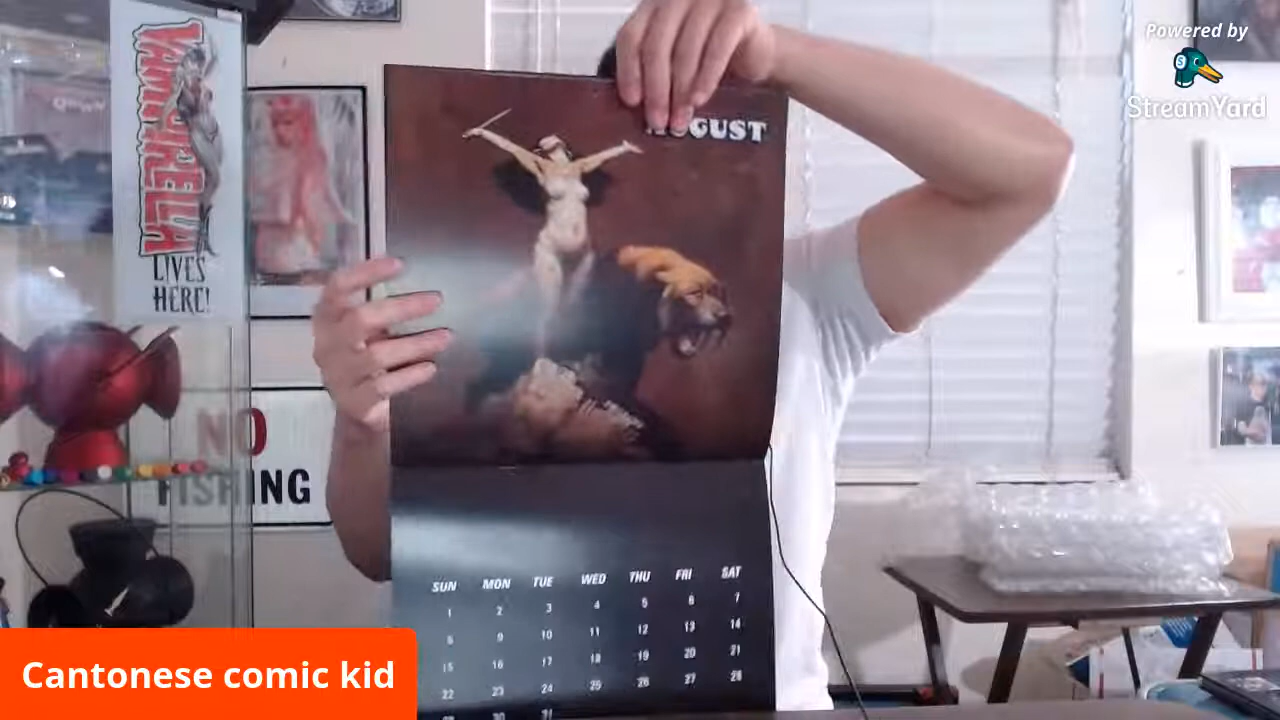 Powered by
StreamYard
VAMPIRELLA
LIVES
HERE!
AUGUST
NO
FISHING
SUN MON TUE WED THU FRI SAT
1 2 3 4 5 6 7
8 9 10 11 12 13 14
15 16 17 18 19 20 21
22 23 24 25 26 27 28
29 30 31
Cantonese comic kid